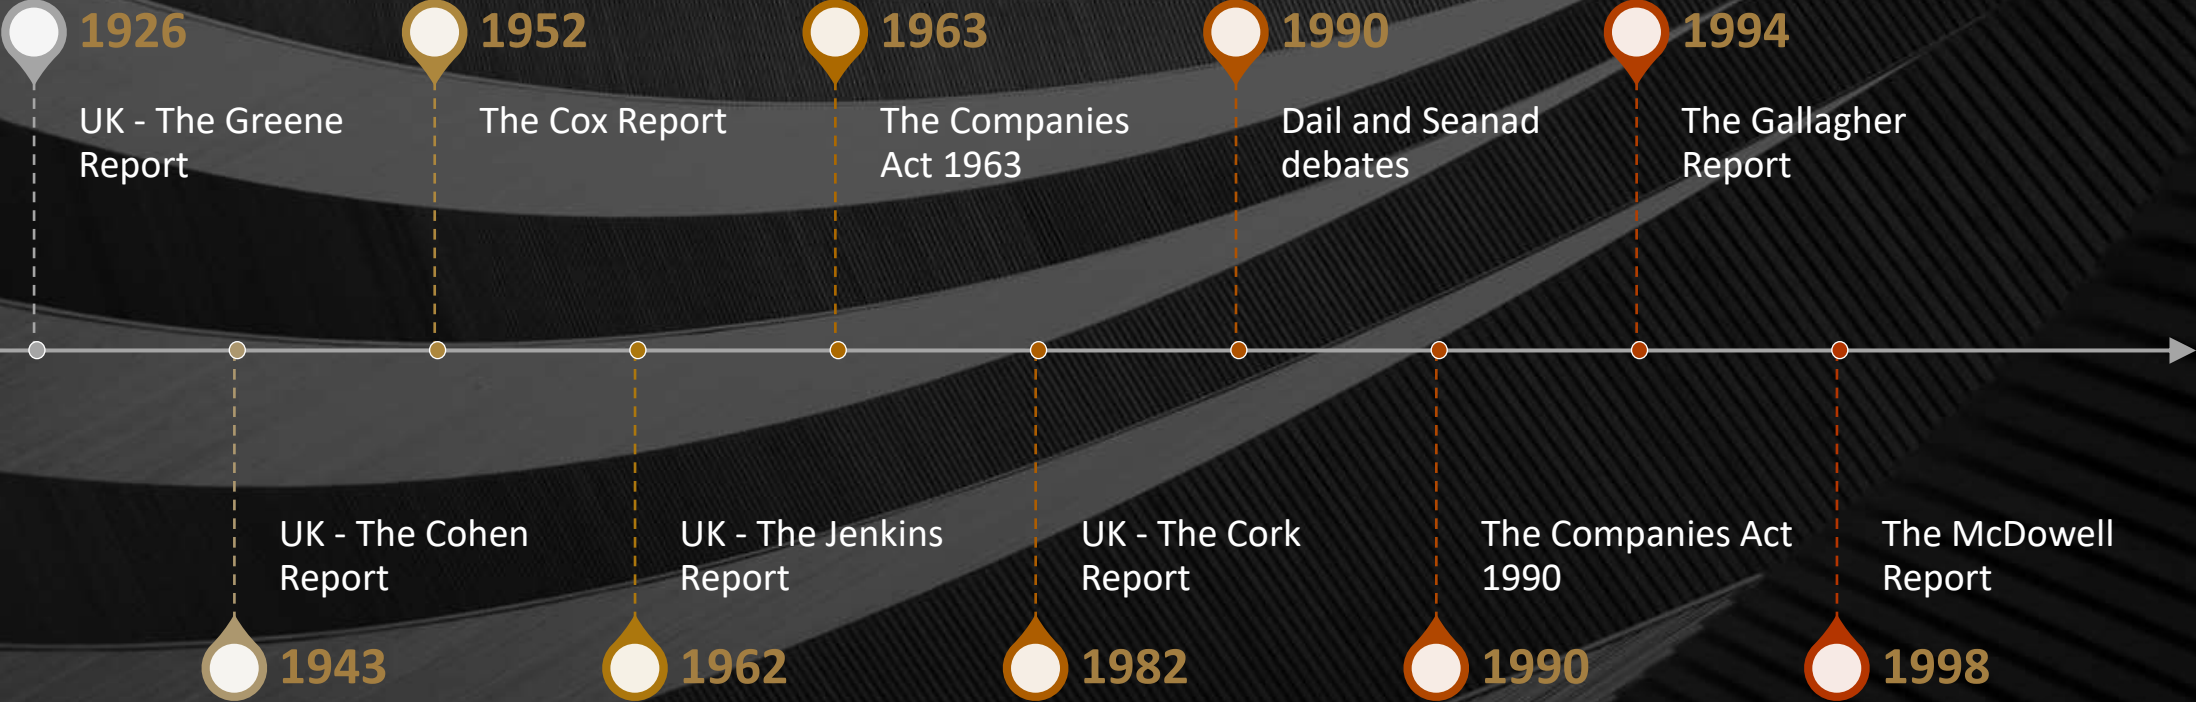 1926
UK - The Greene
Report
1952
The Cox Report
1963
The Companies
Act 1963
1990
Dail and Seanad
debates
1994
The Gallagher
Report
UK - The Cohen
Report
1943
UK - The Jenkins
Report
1962
UK - The Cork
Report
1982
The Companies Act
1990
1990
The McDowell
Report
1998